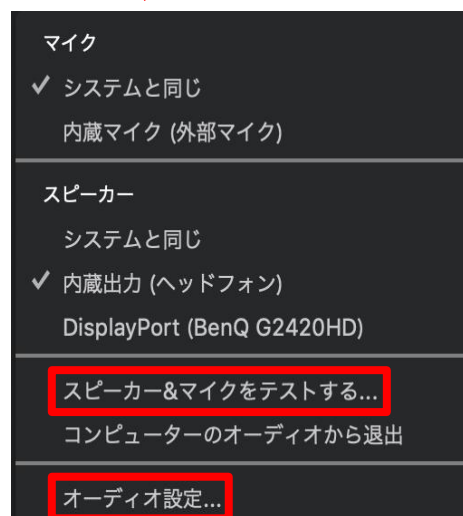 マイク
システムと同じ
内蔵マイク (外部マイク)
スピーカー
システムと同じ
内蔵出力 (ヘッドフォン)
DisplayPort (BenQ G2420HD)
スピーカー&マイクをテストする...
コンピューターのオーディオから退出
オーディオ設定...